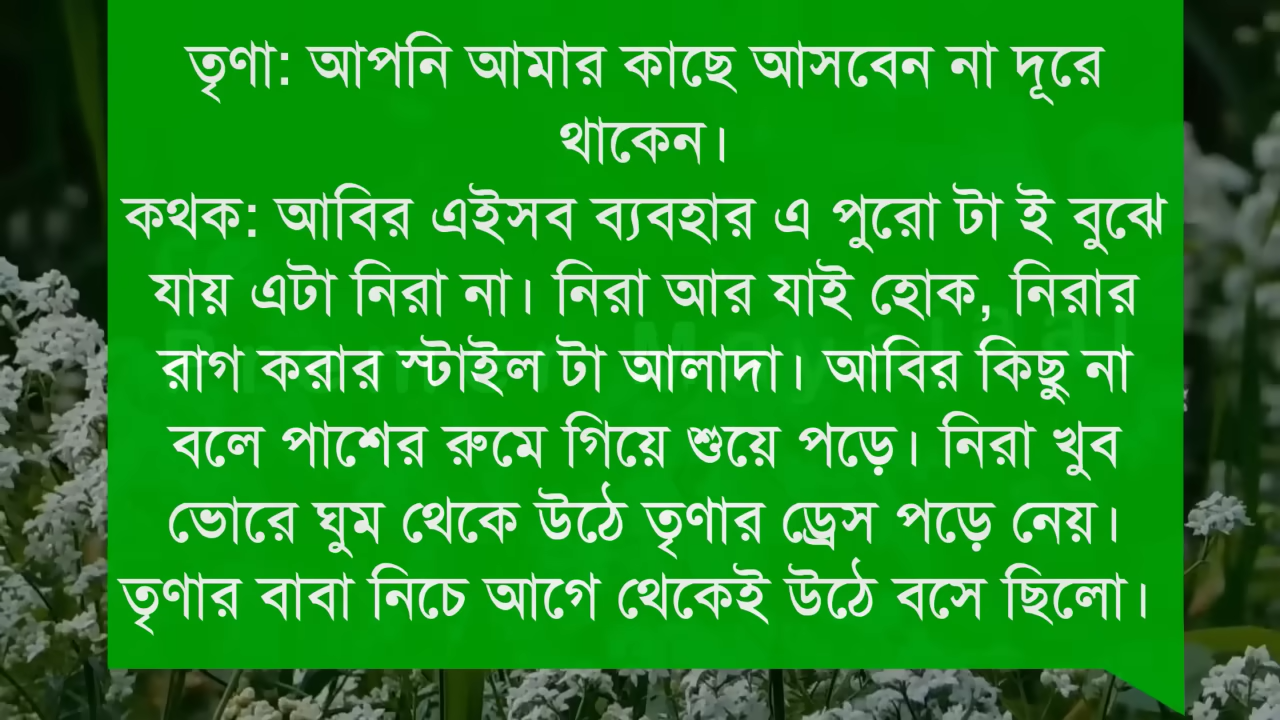 তৃণা: আপনি আমার কাছে আসবেন না দূরে
থাকেন।
কথক: আবির এইসব ব্যবহার এ পুরো টা ই বুঝে
যায় এটা নিরা না। নিরা আর যাই হোক, নিরার
রাগ করার স্টাইল টা আলাদা। আবির কিছু না
বলে পাশের রুমে গিয়ে শুয়ে পড়ে। নিরা খুব
ভোরে ঘুম থেকে উঠে তৃণার ড্রেস পড়ে নেয়।
তৃণার বাবা নিচে আগে থেকেই উঠে বসে ছিলো।